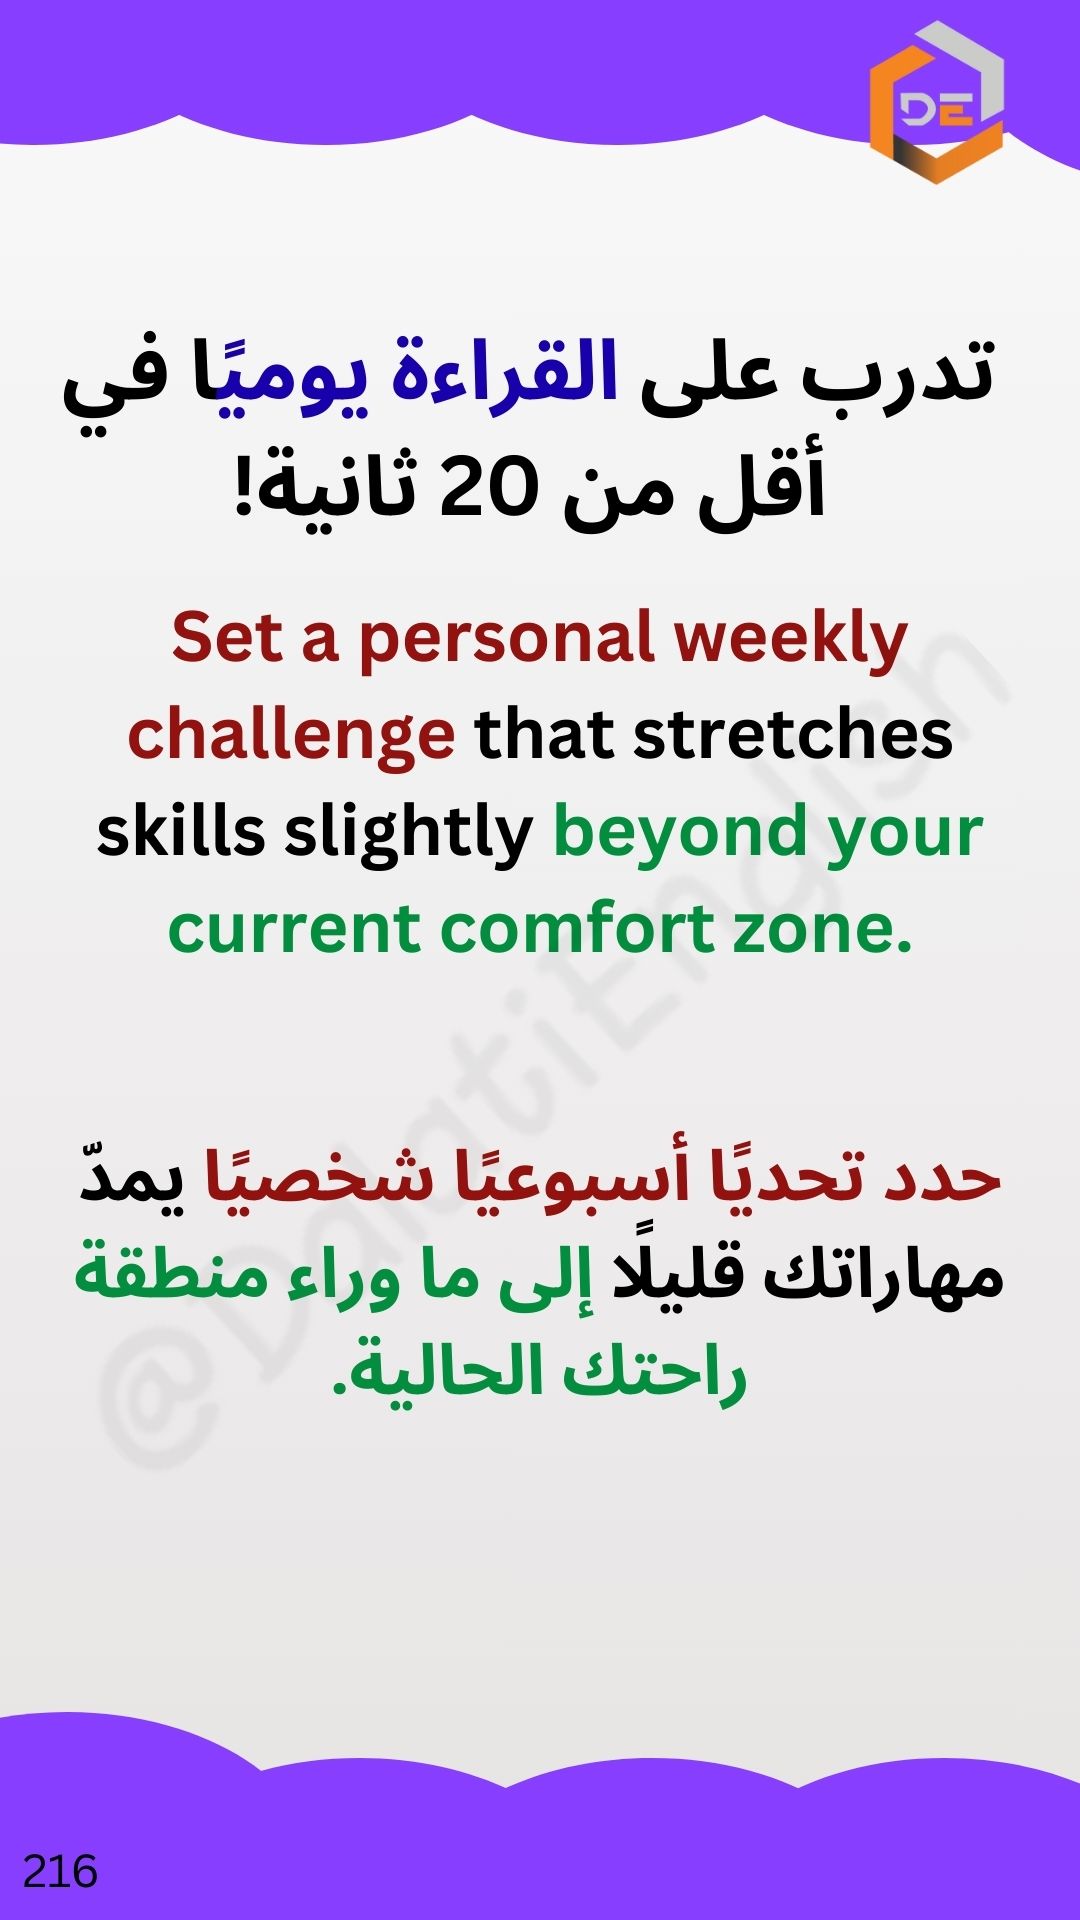 DE
تدرب على القراءة يوميًا في
أقل من 20 ثانية!
Set a personal weekly
challenge that stretches
skills slightly beyond your
current comfort zone.
@DalatiEnglish
حدد تحديًا أسبوعيًا شخصيًا يمدّ
مهاراتك قليلًا إلى ما وراء منطقة
راحتك الحالية.
216